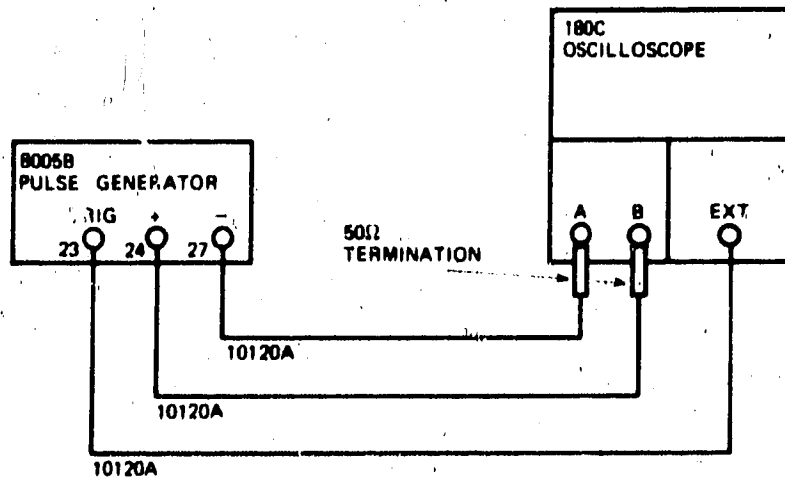 180C
OSCILLOSCOPE
8005B
PULSE GENERATOR
+
-
23
24
27
A
B
EXT
50Ω
TERMINATION
10120A
10120A
10120A